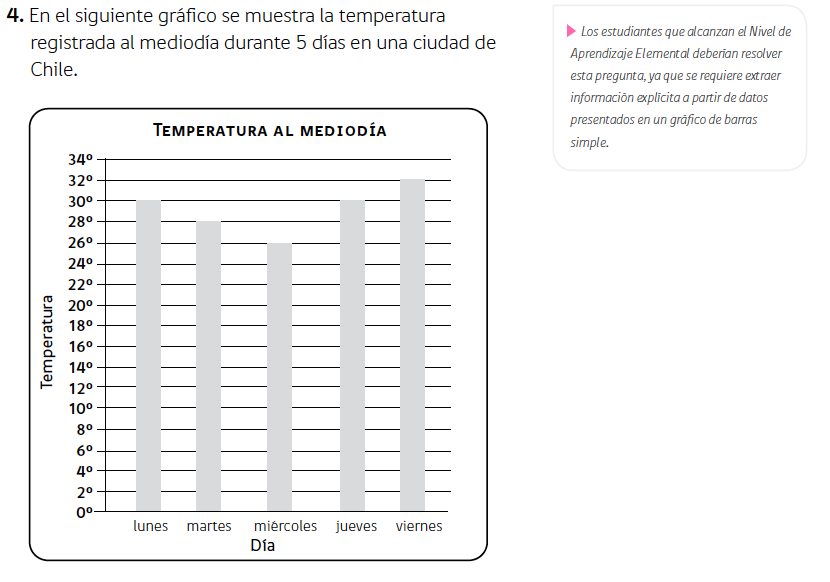 4. En el siguiente gráfico se muestra la temperatura
registrada al mediodía durante 5 días en una ciudad de
Chile.
Los estudiantes que alcanzan el Nivel de
Aprendizaje Elemental deberían resolver
esta pregunta, ya que se requiere extraer
información explícita a partir de datos
presentados en un gráfico de barras
simple.
TEMPERATURA AL MEDIODÍA
Temperatura
34º
32º
30º
28º
26º
24º
22º
20º
18º
16º
14º
12º
10º
8º
6º
4º
2º
0º
lunes martes miércoles jueves viernes
Día